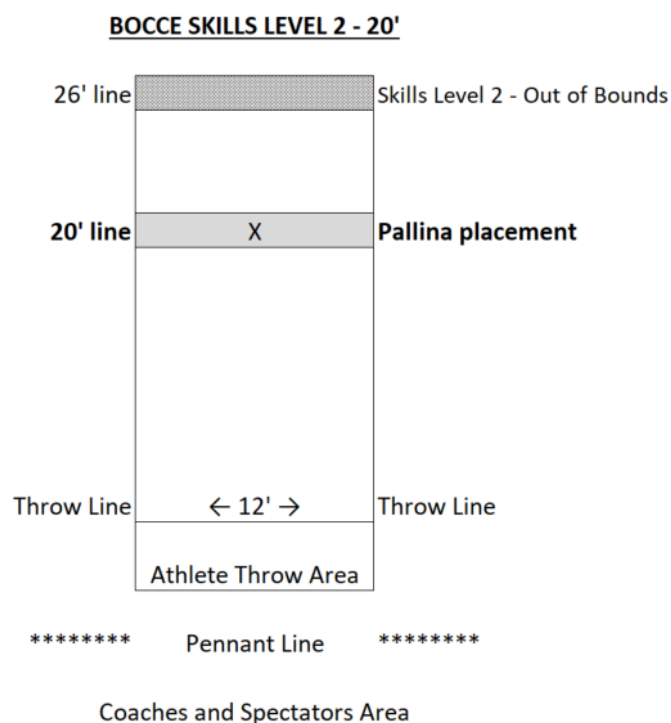 BOCCE SKILLS LEVEL 2 - 20'
26' line Skills Level 2 - Out of Bounds
20' line X Pallina placement
Throw Line ← 12' → Throw Line
Athlete Throw Area
******** Pennant Line ********
Coaches and Spectators Area